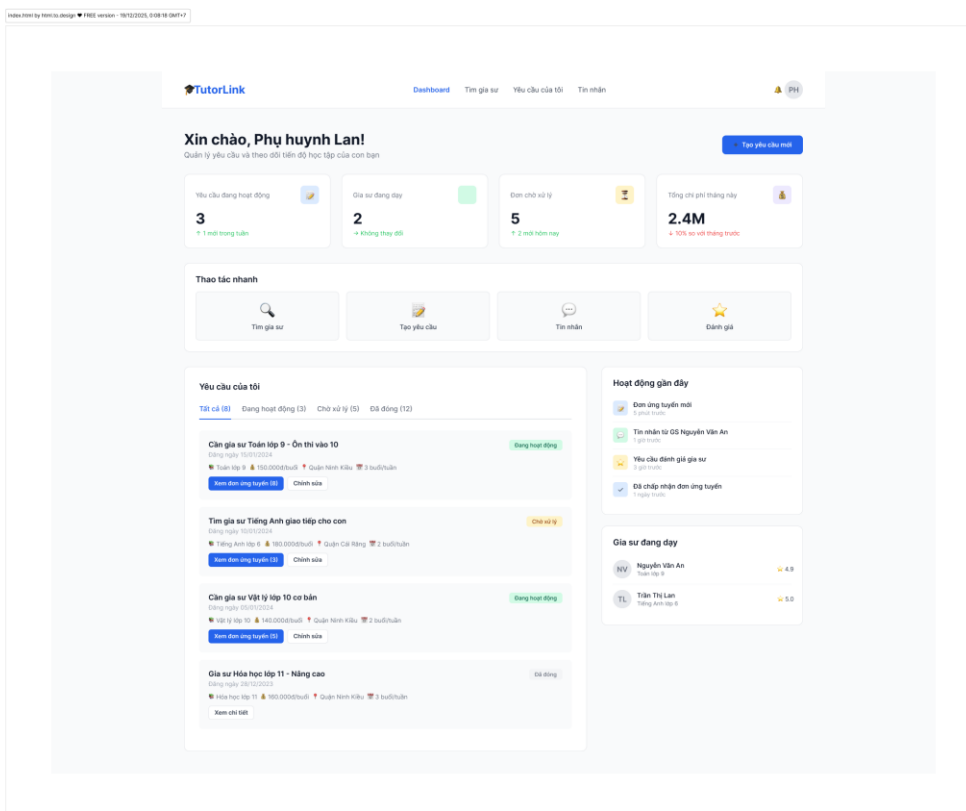 index.html by html.to.design ❤ FREE version - 19/12/2025, 0:08:16 GMT+7
TutorLink
Dashboard Tìm gia sư Yêu cầu của tôi Tin nhắn
PH
Xin chào, Phụ huynh Lan!
Quản lý yêu cầu và theo dõi tiến độ học tập của con bạn
Tạo yêu cầu mới
Yêu cầu đang hoạt động
3
↑ 1 mới trong tuần
Gia sư đang dạy
2
→ Không thay đổi
Đơn chờ xử lý
5
↑ 2 mới hôm nay
Tổng chi phí tháng này
2.4M
↓ 10% so với tháng trước
Thao tác nhanh
Tìm gia sư
Tạo yêu cầu
Tin nhắn
Đánh giá
Yêu cầu của tôi
Tất cả (8) Đang hoạt động (3) Chờ xử lý (5) Đã đóng (12)
Cần gia sư Toán lớp 9 - Ôn thi vào 10
Đang hoạt động
Đăng ngày 15/01/2024
Toán lớp 9 150.000đ/buổi Quận Ninh Kiều 3 buổi/tuần
Xem đơn ứng tuyển (8) Chỉnh sửa
Tìm gia sư Tiếng Anh giao tiếp cho con
Chờ xử lý
Đăng ngày 10/01/2024
Tiếng Anh lớp 6 180.000đ/buổi Quận Cái Răng 2 buổi/tuần
Xem đơn ứng tuyển (3) Chỉnh sửa
Cần gia sư Vật lý lớp 10 cơ bản
Đang hoạt động
Đăng ngày 05/01/2024
Vật lý lớp 10 140.000đ/buổi Quận Ninh Kiều 2 buổi/tuần
Xem đơn ứng tuyển (5) Chỉnh sửa
Gia sư Hóa học lớp 11 - Nâng cao
Đã đóng
Đăng ngày 28/12/2023
Hóa học lớp 11 160.000đ/buổi Quận Ninh Kiều 3 buổi/tuần
Xem chi tiết
Hoạt động gần đây
Đơn ứng tuyển mới
5 phút trước
Tin nhắn từ GS Nguyễn Văn An
1 giờ trước
Yêu cầu đánh giá gia sư
3 giờ trước
Đã chấp nhận đơn ứng tuyển
1 ngày trước
Gia sư đang dạy
NV
Nguyễn Văn An
4.9
Toán lớp 9
TL
Trần Thị Lan
5.0
Tiếng Anh lớp 6